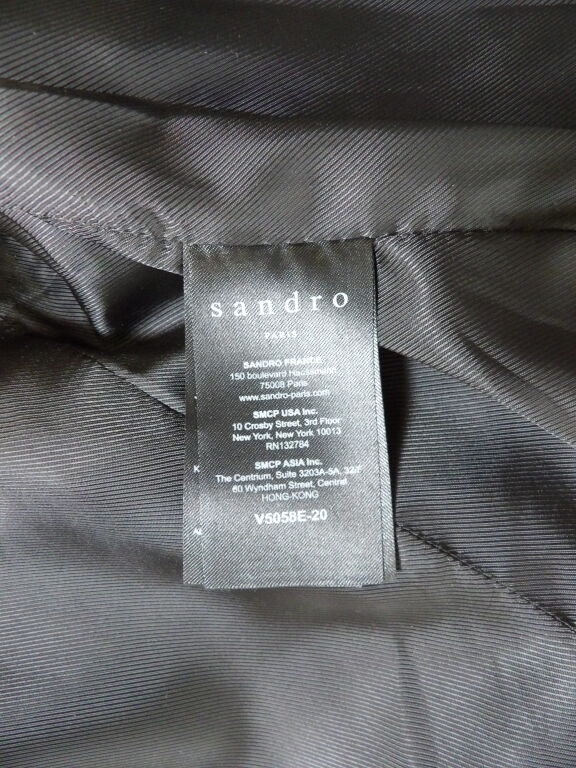 sandro
PARIS
SANDRO FRANCE
150 boulevard Haussmann
75008 Paris
www.sandro-paris.com
SMCP USA Inc.
10 Crosby Street, 3rd Floor
New York, New York 10013
RN132784
SMCP ASIA Inc.
The Centrium, Suite 3203A-5A, 32/F
60 Wyndham Street, Central
HONG-KONG
V5058E-20